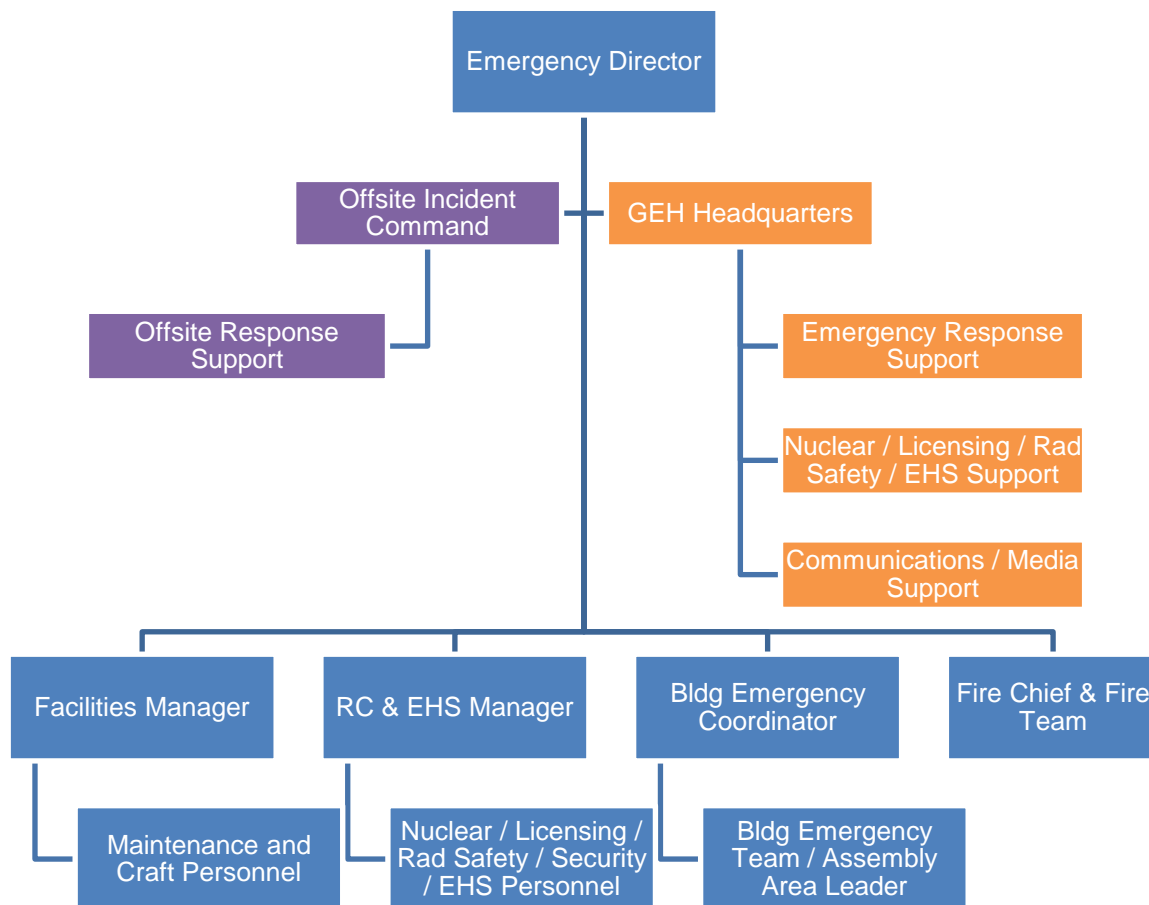 Emergency Director
Offsite Incident
Command
GEH Headquarters
Offsite Response
Support
Emergency Response
Support
Nuclear / Licensing / Rad
Safety / EHS Support
Communications / Media
Support
Facilities Manager
RC & EHS Manager
Bldg Emergency
Coordinator
Fire Chief & Fire
Team
Maintenance and
Craft Personnel
Nuclear / Licensing /
Rad Safety / Security
/ EHS Personnel
Bldg Emergency
Team / Assembly
Area Leader